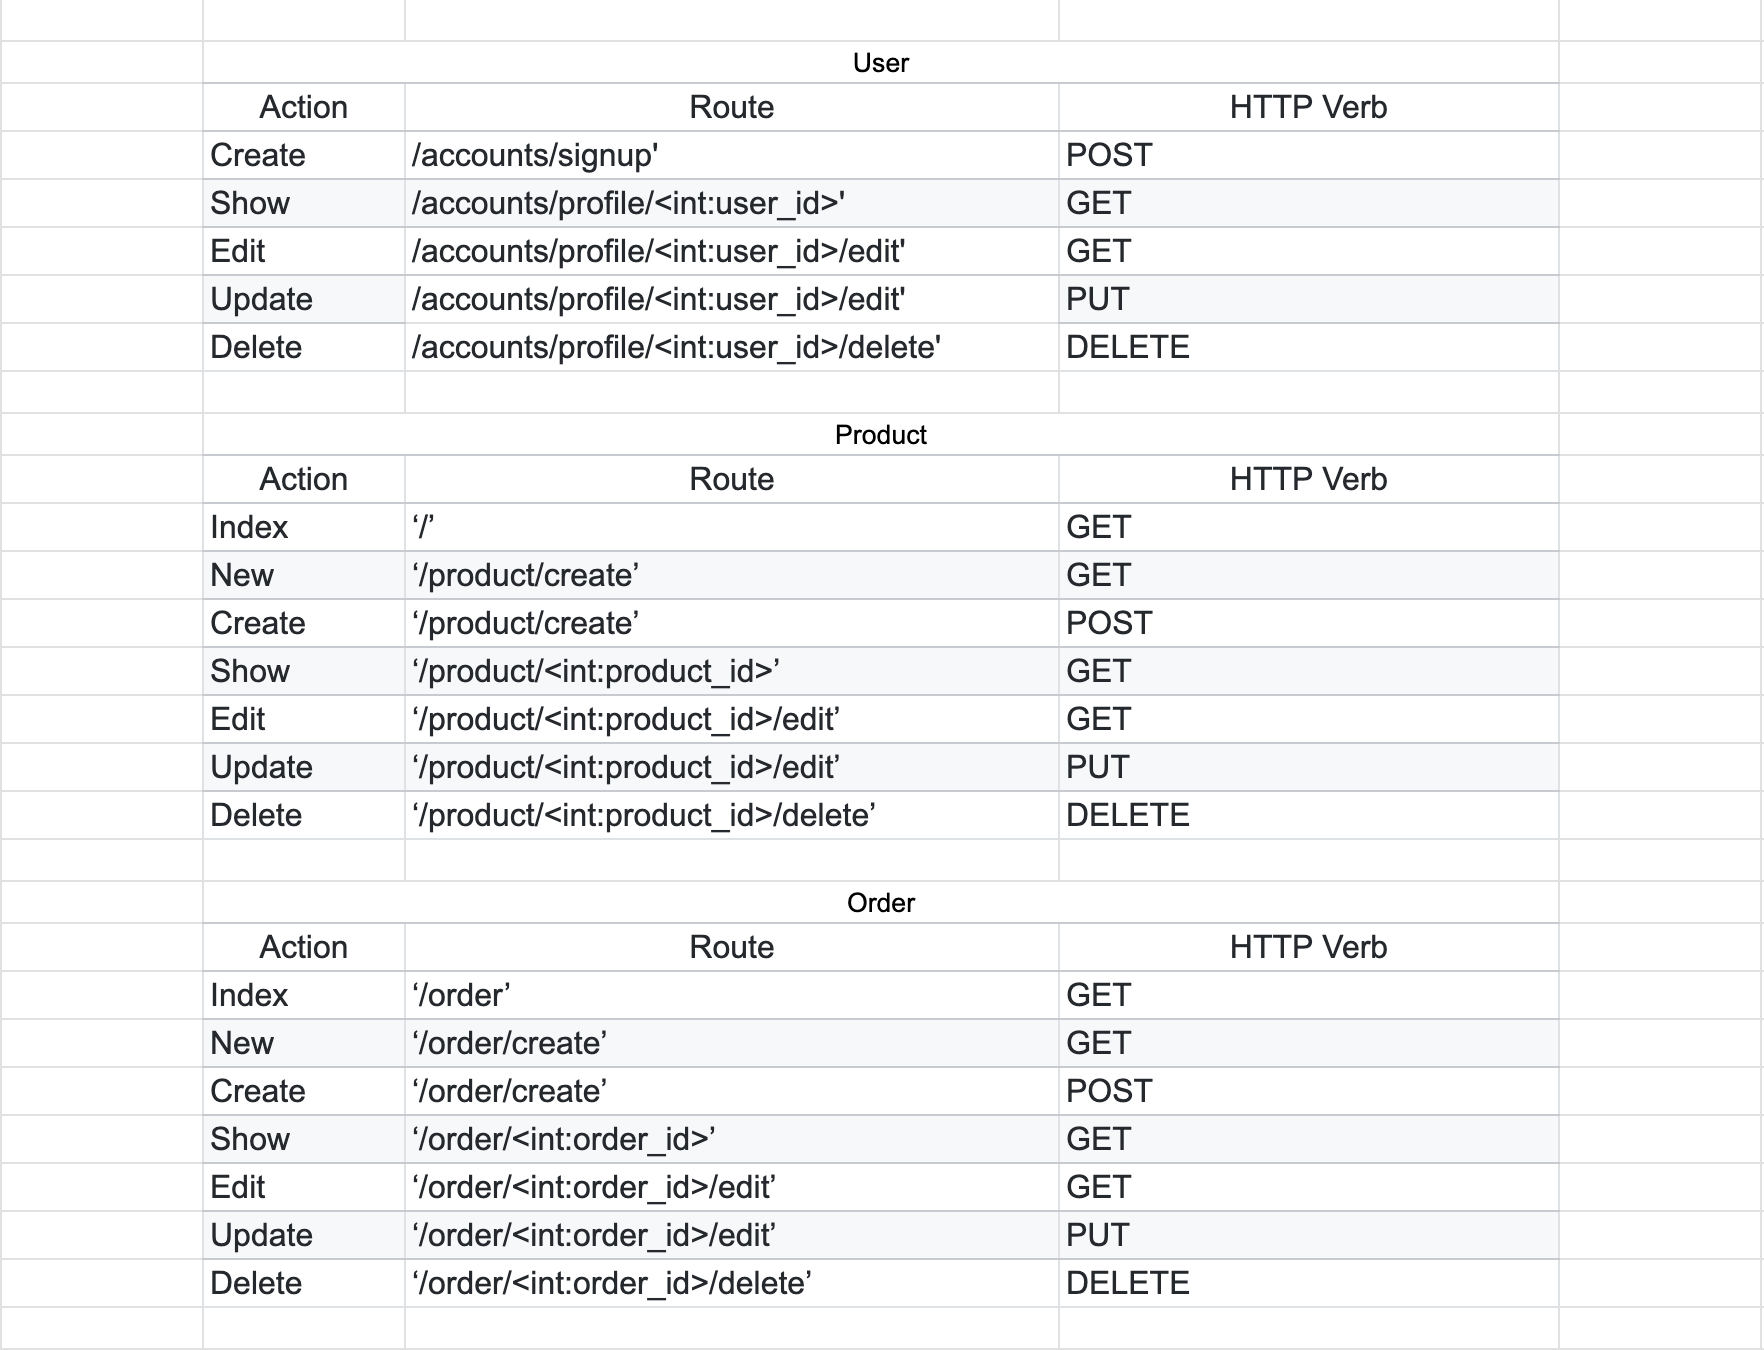 User
Action Route HTTP Verb
Create /accounts/signup' POST
Show /accounts/profile/<int:user_id>' GET
Edit /accounts/profile/<int:user_id>/edit' GET
Update /accounts/profile/<int:user_id>/edit' PUT
Delete /accounts/profile/<int:user_id>/delete' DELETE
Product
Action Route HTTP Verb
Index ‘/’ GET
New ‘/product/create’ GET
Create ‘/product/create’ POST
Show ‘/product/<int:product_id>’ GET
Edit ‘/product/<int:product_id>/edit’ GET
Update ‘/product/<int:product_id>/edit’ PUT
Delete ‘/product/<int:product_id>/delete’ DELETE
Order
Action Route HTTP Verb
Index ‘/order’ GET
New ‘/order/create’ GET
Create ‘/order/create’ POST
Show ‘/order/<int:order_id>’ GET
Edit ‘/order/<int:order_id>/edit’ GET
Update ‘/order/<int:order_id>/edit’ PUT
Delete ‘/order/<int:order_id>/delete’ DELETE